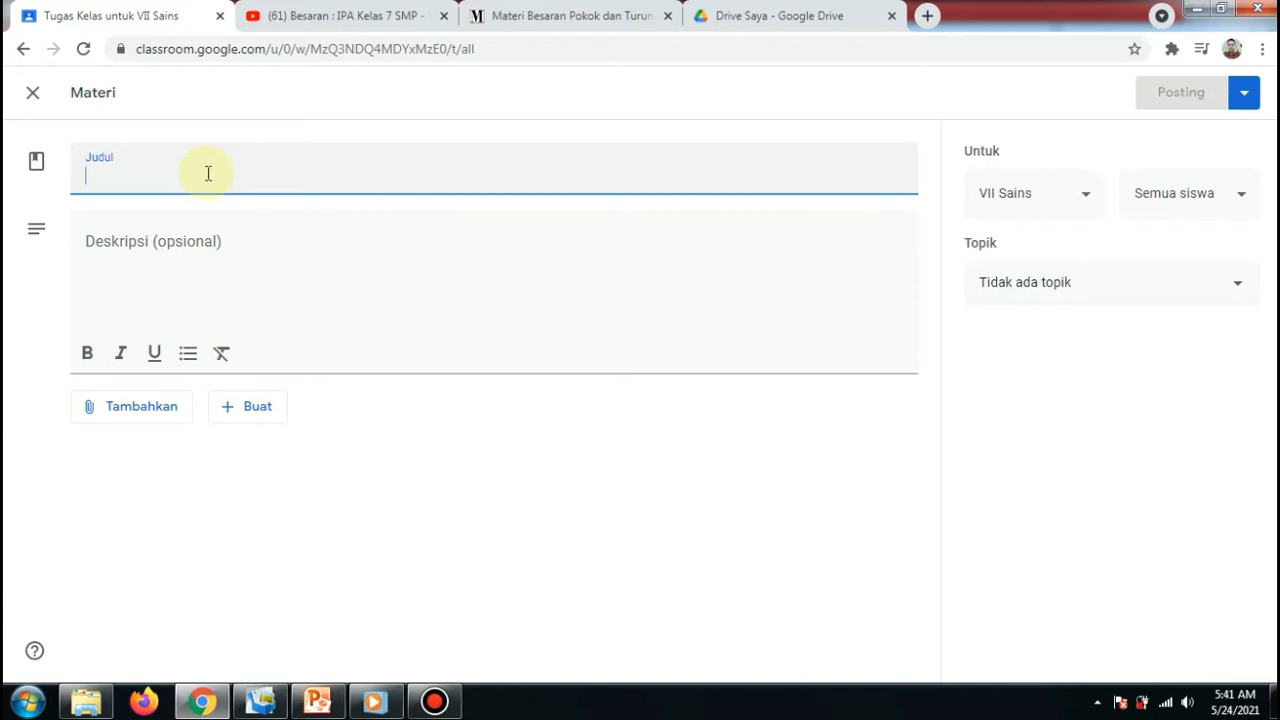 Tugas Kelas untuk VII Sains
(61) Besaran : IPA Kelas 7 SMP -
M Materi Besaran Pokok dan Turun
Drive Saya - Google Drive
classroom.google.com/u/0/w/MzQ3NDQ4MDYxMzE0/t/all
Materi
Posting
Judul
Deskripsi (opsional)
B I U
Tambahkan
Buat
Untuk
VII Sains
Semua siswa
Topik
Tidak ada topik
5:41 AM
5/24/2021